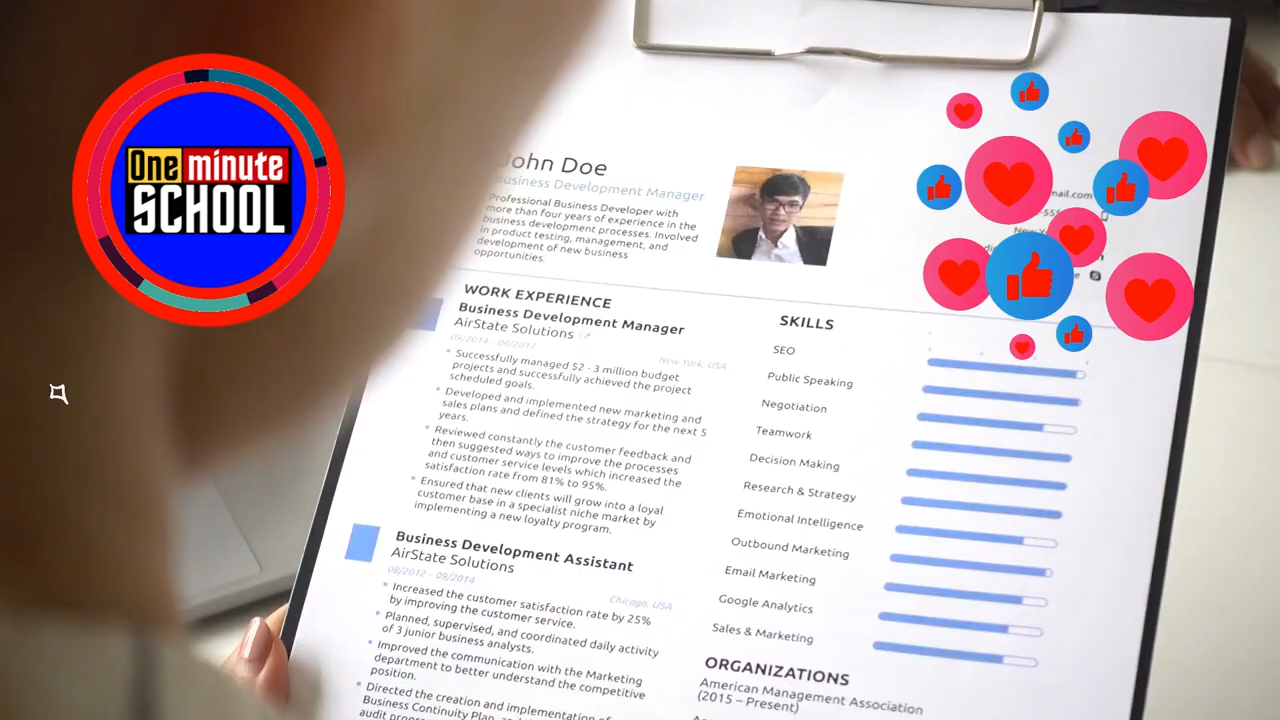 One minute
SCHOOL
John Doe
Business Development Manager
Professional Business Developer with
more than four years of experience in the
business development processes. Involved
in product testing, management, and
development of new business
opportunities.
WORK EXPERIENCE
Business Development Manager
AirState Solutions
09/2014 - 06/2017
New York, USA
Successfully managed $2 - 3 million budget
projects and successfully achieved the project
scheduled goals.
Developed and implemented new marketing and
sales plans and defined the strategy for the next 5
years.
Reviewed constantly the customer feedback and
then suggested ways to improve the processes
and customer service levels which increased the
satisfaction rate from 81% to 95%.
Ensured that new clients will grow into a loyal
customer base in a specialist niche market by
implementing a new loyalty program.
Business Development Assistant
AirState Solutions
08/2012 - 09/2014
Chicago, USA
Increased the customer satisfaction rate by 25%
by improving the customer service.
Planned, supervised, and coordinated daily activity
of 3 junior business analysts.
Improved the communication with the Marketing
department to better understand the competitive
position.
Directed the creation and implementation of
Business Continuity Plan,
SKILLS
SEO
Public Speaking
Negotiation
Teamwork
Decision Making
Research & Strategy
Emotional Intelligence
Outbound Marketing
Email Marketing
Google Analytics
Sales & Marketing
ORGANIZATIONS
American Management Association
(2015 – Present)